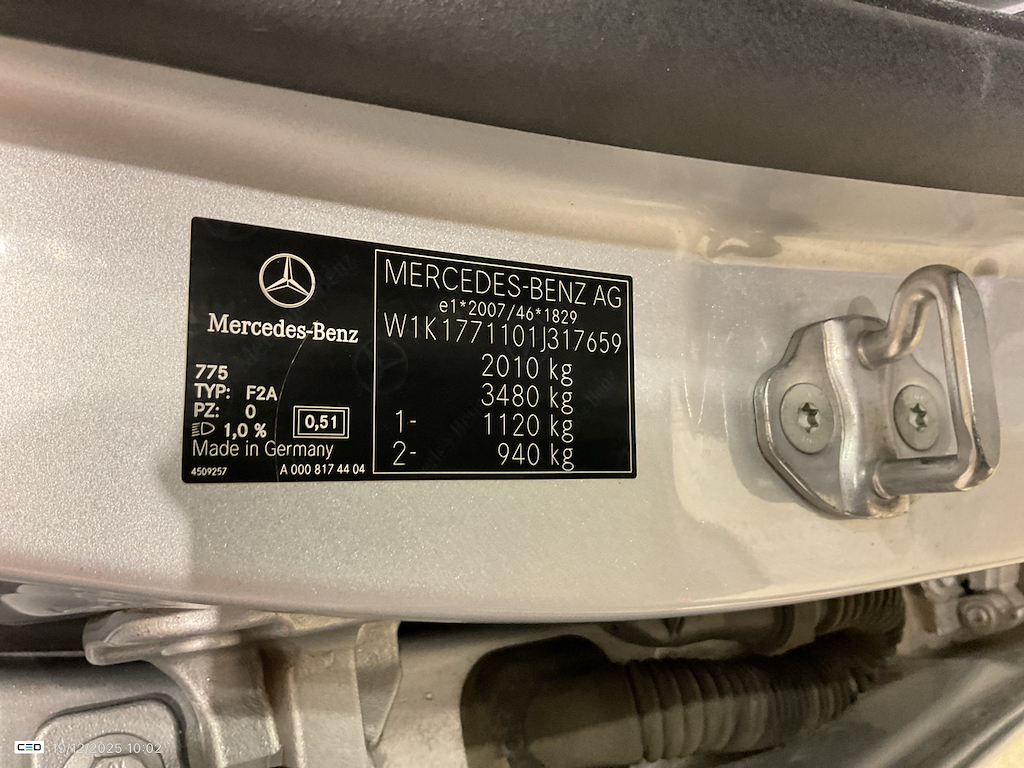 Mercedes-Benz
775
TYP: F2A
PZ: 0
1,0 %
0,51
Made in Germany
4509257
A 000 817 44 04
MERCEDES-BENZ AG
e1*2007/46*1829
W1K1771101J317659
2010 kg
3480 kg
1- 1120 kg
2- 940 kg
CEO 19/12/2025 10:02